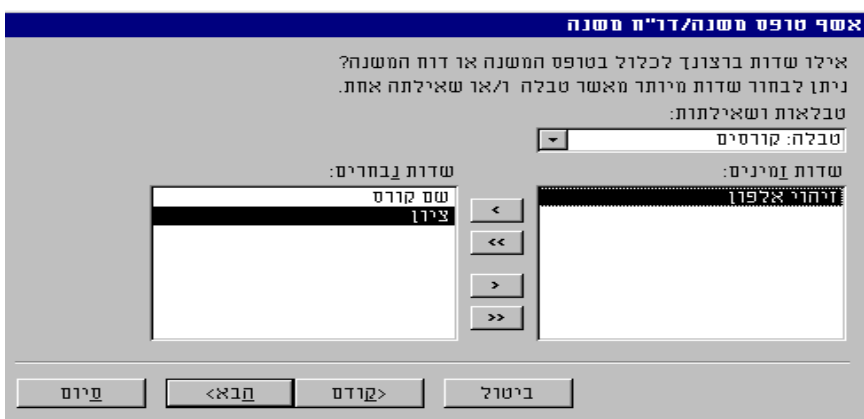 אשף טופס משנה/דו"ח משנה
אילו שדות ברצונך לכלול בטופס המשנה או דוח המשנה?
ניתן לבחור שדות מיותר מאשר טבלה ו/או שאילתה אחת.
טבלאות ושאילתות:
טבלה: קורסים
שדות זמינים:
שדות נבחרים:
זיהוי אלפון
שם קורס
ציון
<
<<
>
>>
ביטול
<קודם
הבא>
סיום